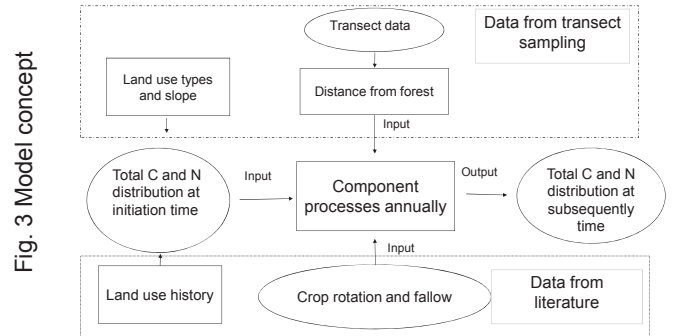 Fig. 3 Model concept
Transect data
Data from transect
sampling
Land use types
and slope
Distance from forest
Input
Total C and N
distribution at
initiation time
Input
Component
processes annually
Output
Total C and N
distribution at
subsequently
time
Input
Land use history
Crop rotation and fallow
Data from
literature